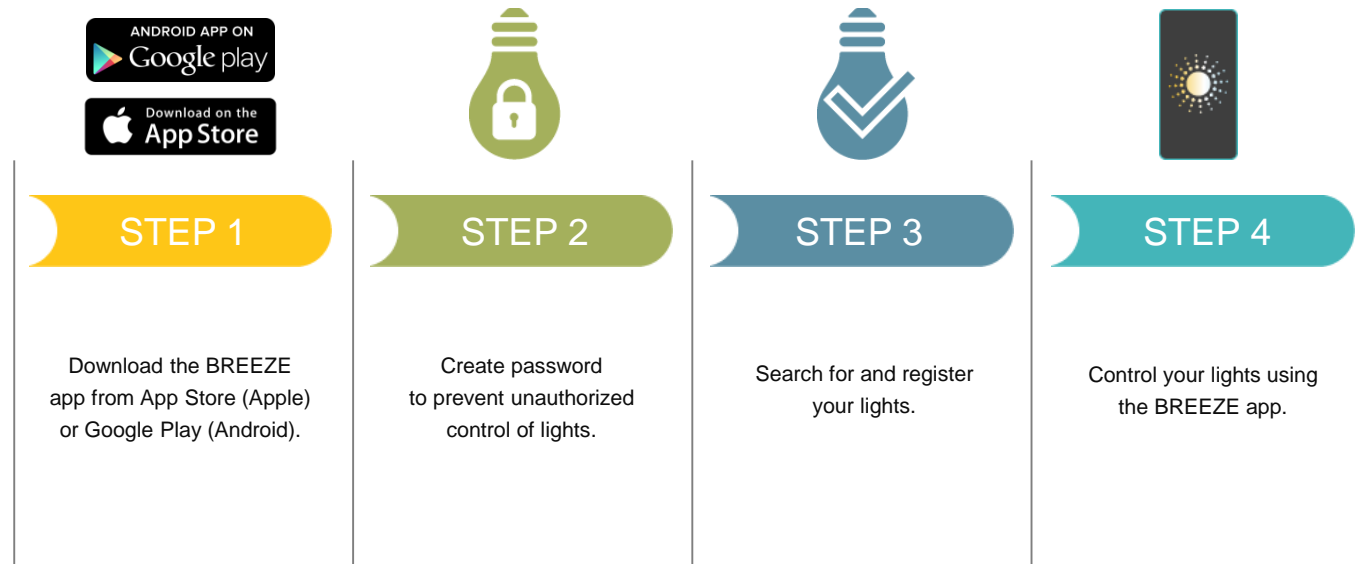 ANDROID APP ON
Google play
Download on the
App Store
STEP 1
Download the BREEZE
app from App Store (Apple)
or Google Play (Android).
STEP 2
Create password
to prevent unauthorized
control of lights.
STEP 3
Search for and register
your lights.
STEP 4
Control your lights using
the BREEZE app.